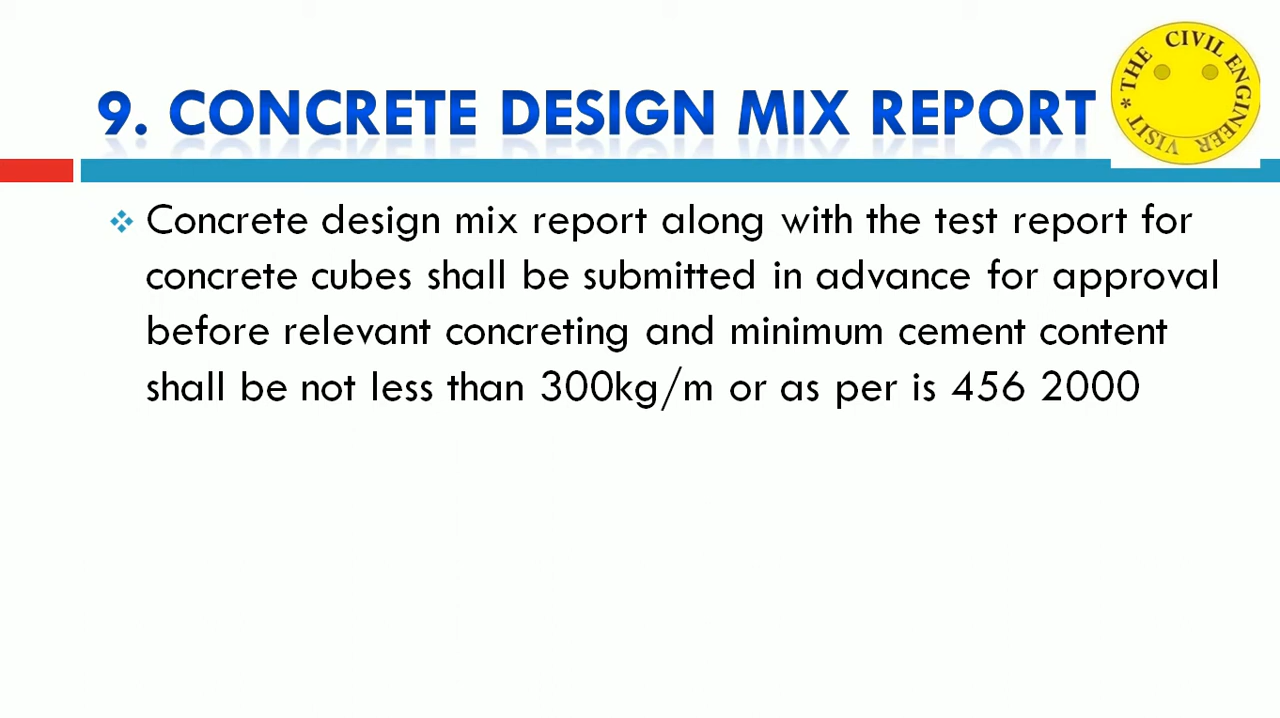 9. CONCRETE DESIGN MIX REPORT
THE CIVIL ENGINEER VISIT *
Concrete design mix report along with the test report for
concrete cubes shall be submitted in advance for approval
before relevant concreting and minimum cement content
shall be not less than 300kg/m or as per is 456 2000